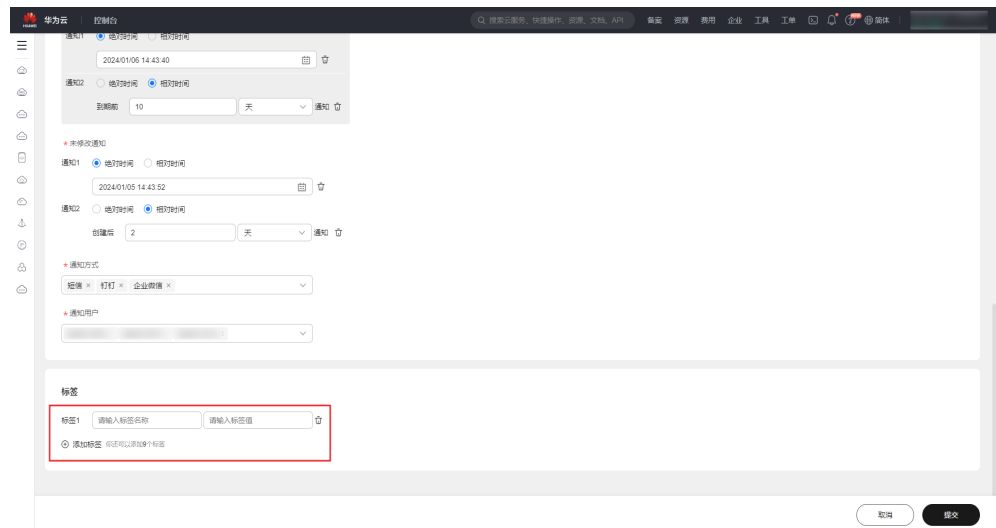 HUAWEI 华为云 控制台 搜索云服务、快捷操作、资源、文档、API 备案 资源 费用 企业 工具 工单 简体
通知1 绝对时间 相对时间
2024/01/06 14:43:40
通知2 绝对时间 相对时间
到期前 10 天 通知
* 未修改通知
通知1 绝对时间 相对时间
2024/01/05 14:43:52
通知2 绝对时间 相对时间
创建后 2 天 通知
* 通知方式
短信 × 钉钉 × 企业微信 ×
* 通知用户
标签
标签1 请输入标签名称 请输入标签值
添加标签 你还可以添加9个标签
取消 提交